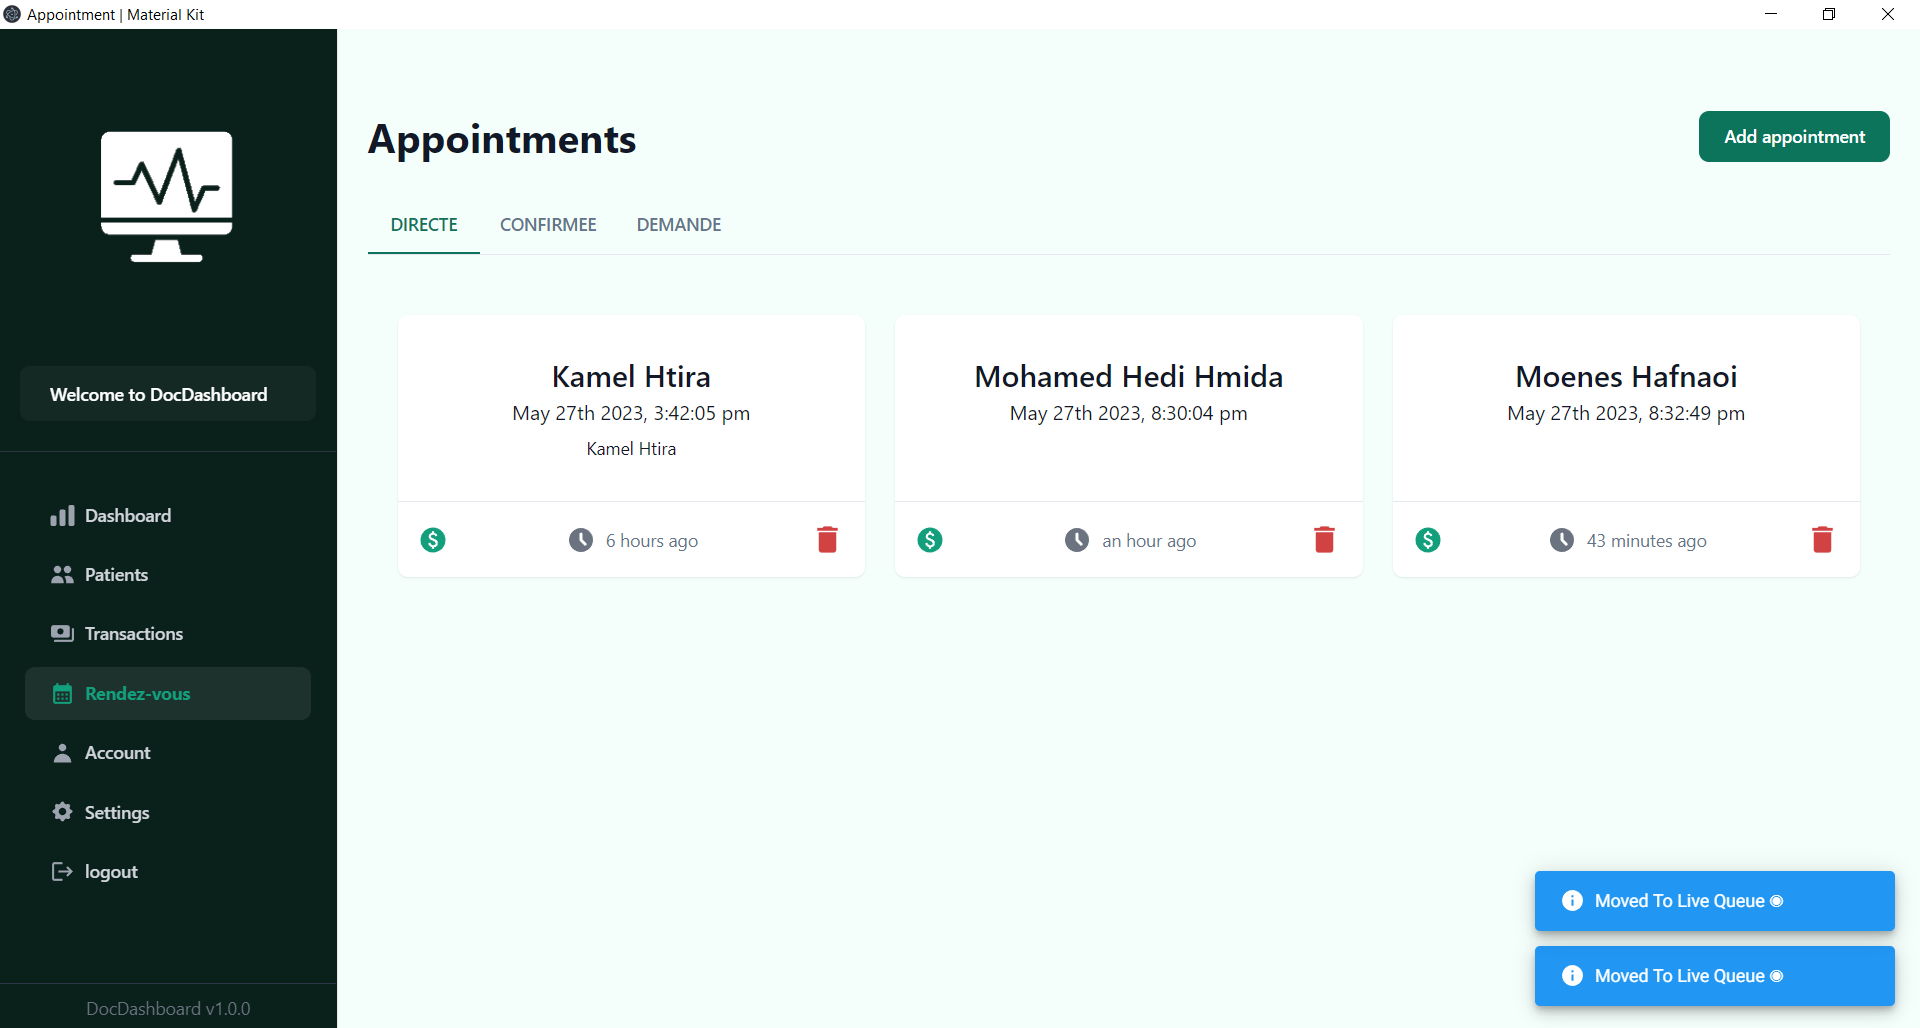 Appointment | Material Kit
Welcome to DocDashboard
Dashboard
Patients
Transactions
Rendez-vous
Account
Settings
logout
DocDashboard v1.0.0
Appointments
Add appointment
DIRECTE CONFIRMEE DEMANDE
Kamel Htira
May 27th 2023, 3:42:05 pm
Kamel Htira
6 hours ago
Mohamed Hedi Hmida
May 27th 2023, 8:30:04 pm
an hour ago
Moenes Hafnaoi
May 27th 2023, 8:32:49 pm
43 minutes ago
Moved To Live Queue ◉
Moved To Live Queue ◉